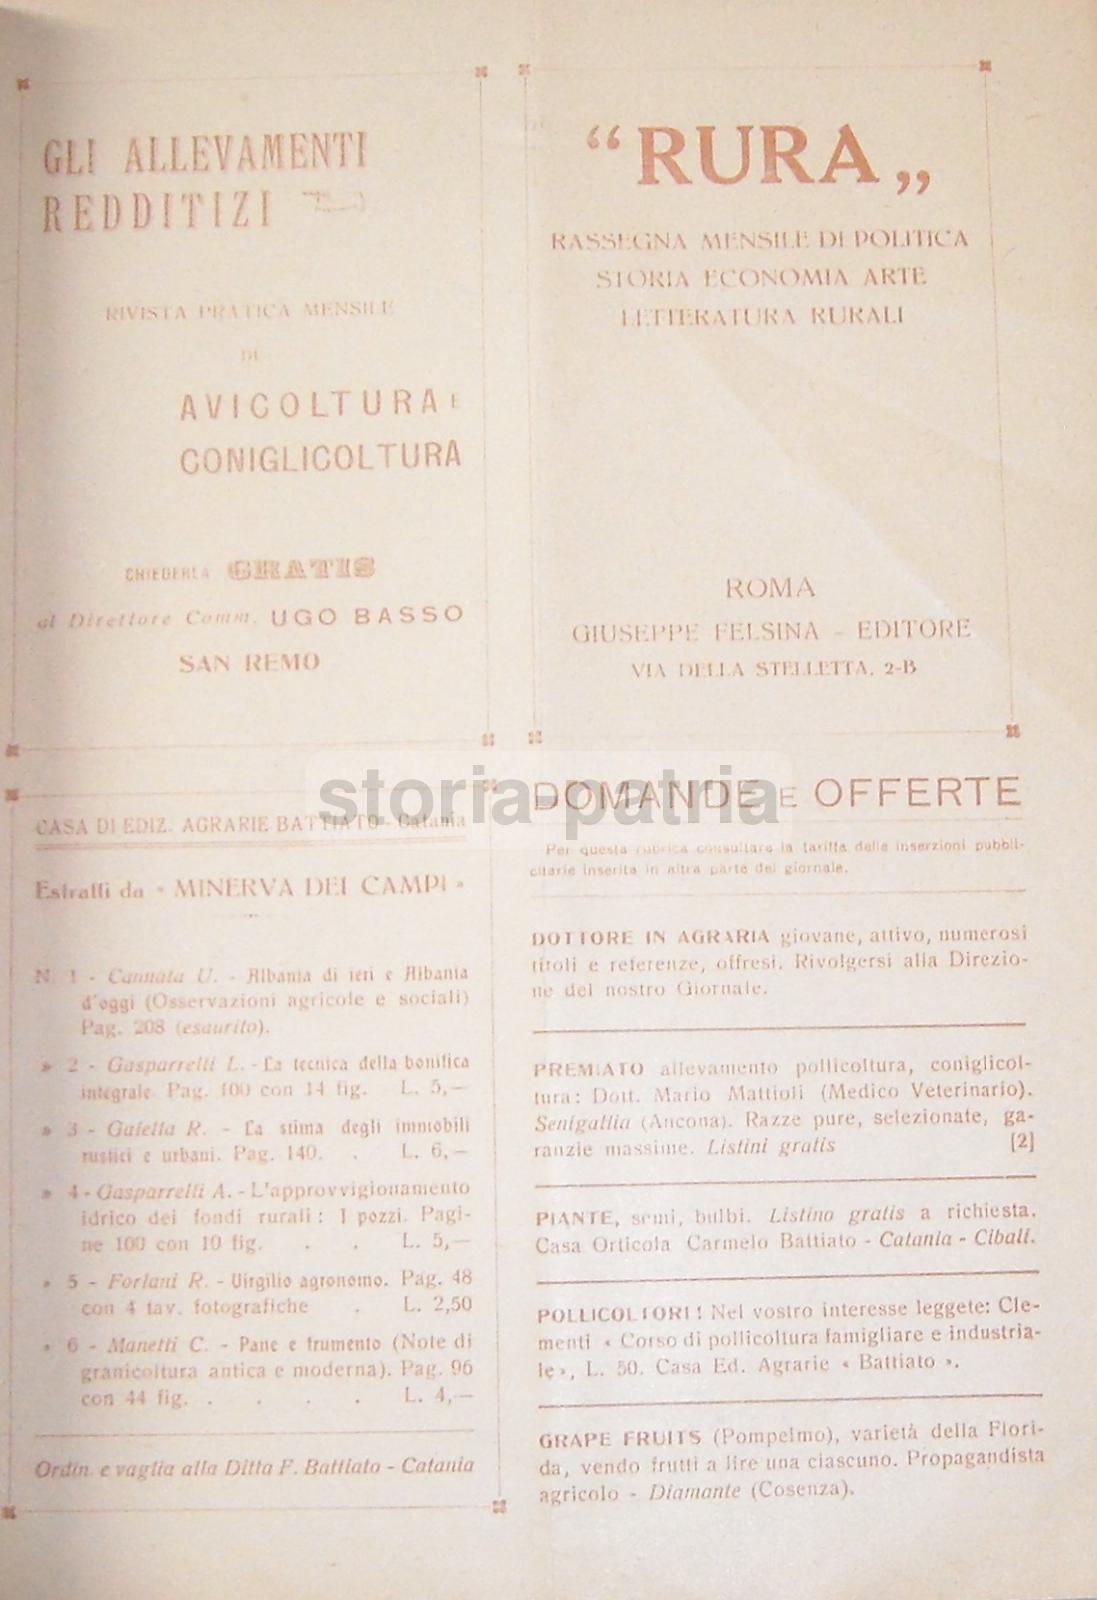 GLI ALLEVAMENTI
REDDITIZI
RIVISTA PRATICA MENSILE
DI
AVICOLTURA E
CONIGLICOLTURA
CHIEDERLA GRATIS
al Direttore Comm. UGO BASSO
SAN REMO
“RURA„
RASSEGNA MENSILE DI POLITICA
STORIA ECONOMIA ARTE
LETTERATURA RURALI
ROMA
GIUSEPPE FELSINA - EDITORE
VIA DELLA STELLETTA, 2-B
storia-patria
CASA DI EDIZ. AGRARIE BATTIATO - Catania
Estratti da « MINERVA DEI CAMPI »
N. 1 - Cannata U. - Albania di ieri e Albania
d'oggi (Osservazioni agricole e sociali)
Pag. 208 (esaurito).
» 2 - Gasparrelli L. - La tecnica della bonifica
integrale. Pag. 100 con 14 fig. L. 5,—
» 3 - Galella R. - La stima degli immobili
rustici e urbani. Pag. 140. . L. 6,—
» 4 - Gasparrelli A. - L'approvvigionamento
idrico dei fondi rurali: I pozzi. Pagi-
ne 100 con 10 fig. . . L. 5,—
» 5 - Forlani R. - Virgilio agronomo. Pag. 48
con 4 tav. fotografiche . L. 2,50
» 6 - Manetti C. - Pane e frumento (Note di
granicoltura antica e moderna). Pag. 96
con 44 fig. . . . . L. 4,—
Ordin. e vaglia alla Ditta F. Battiato - Catania
DOMANDE E OFFERTE
Per questa rubrica consultare la tariffa delle inserzioni pubbli-
citarie inserita in altra parte del giornale.
DOTTORE IN AGRARIA giovane, attivo, numerosi
titoli e referenze, offresi. Rivolgersi alla Direzio-
ne del nostro Giornale.
PREMIATO allevamento pollicoltura, coniglicol-
tura: Dott. Mario Mattioli (Medico Veterinario).
Senigallia (Ancona). Razze pure, selezionate, ga-
ranzie massime. Listini gratis [2]
PIANTE, semi, bulbi. Listino gratis a richiesta.
Casa Orticola Carmelo Battiato - Catania - Cibali.
POLLICOLTORI! Nel vostro interesse leggete: Cle-
menti « Corso di pollicoltura famigliare e industria-
le », L. 50. Casa Ed. Agrarie « Battiato ».
GRAPE FRUITS (Pompelmo), varietà della Flori-
da, vendo frutti a lire una ciascuno. Propagandista
agricolo - Diamante (Cosenza).